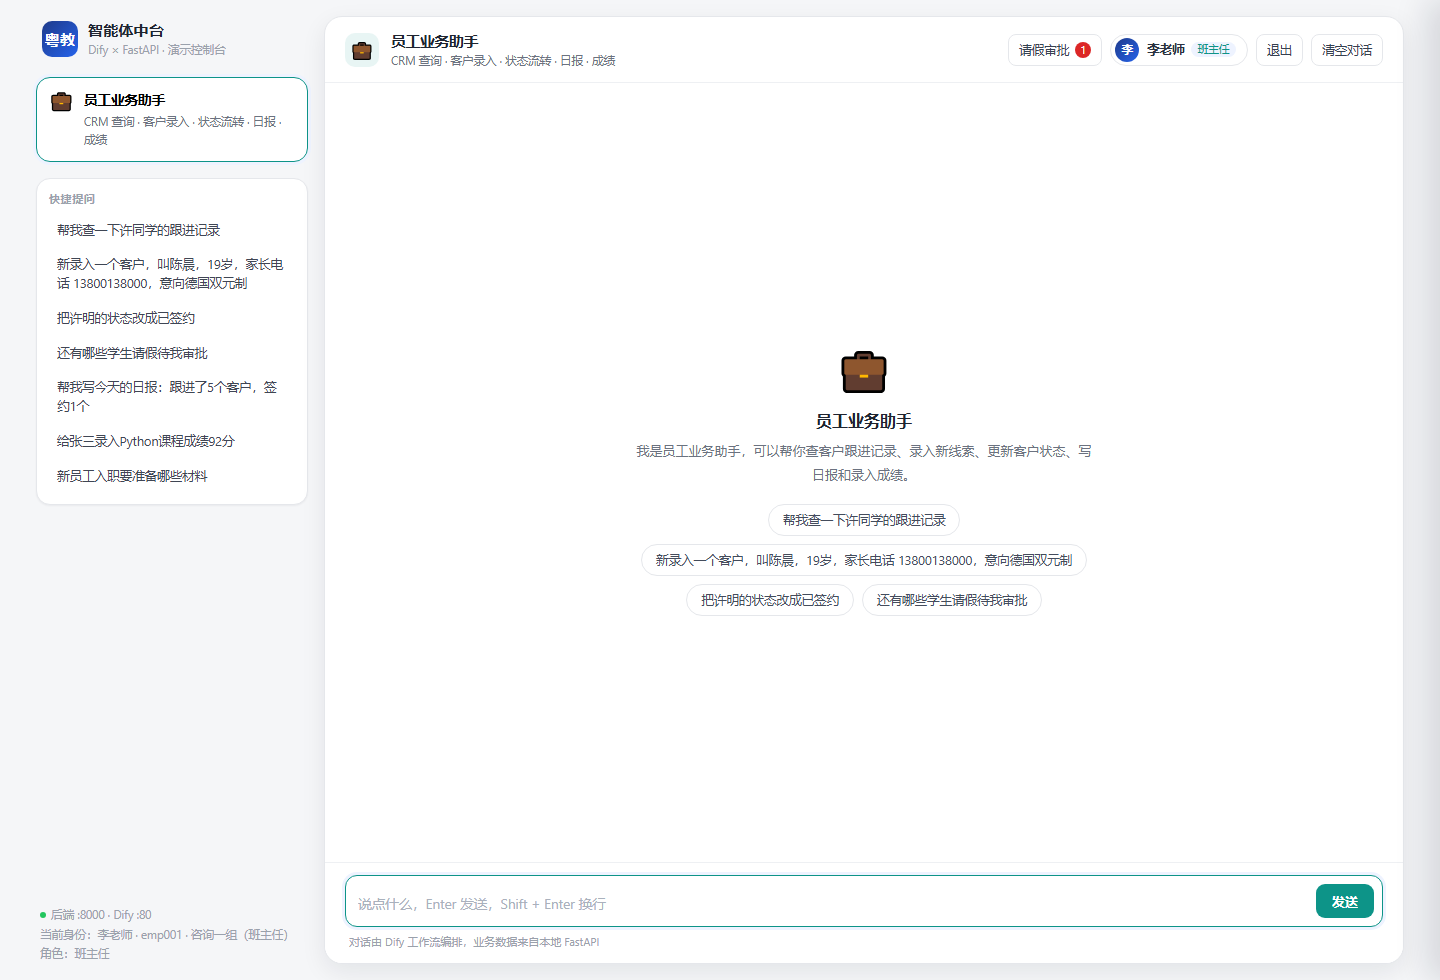 粤教
智能体中台
Dify × FastAPI · 演示控制台
员工业务助手
CRM 查询 · 客户录入 · 状态流转 · 日报 ·
成绩
快捷提问
帮我查一下许同学的跟进记录
新录入一个客户，叫陈晨，19岁，家长电
话 13800138000，意向德国双元制
把许明的状态改成已签约
还有哪些学生请假待我审批
帮我写今天的日报：跟进了5个客户，签
约1个
给张三录入Python课程成绩92分
新员工入职要准备哪些材料
后端 :8000 · Dify :80
当前身份：李老师 · emp001 · 咨询一组（班主任）
角色：班主任
员工业务助手
CRM 查询 · 客户录入 · 状态流转 · 日报 · 成绩
请假审批 1
李 李老师 班主任
退出
清空对话
员工业务助手
我是员工业务助手，可以帮你查客户跟进记录、录入新线索、更新客户状态、写
日报和录入成绩。
帮我查一下许同学的跟进记录
新录入一个客户，叫陈晨，19岁，家长电话 13800138000，意向德国双元制
把许明的状态改成已签约
还有哪些学生请假待我审批
说点什么，Enter 发送，Shift + Enter 换行
发送
对话由 Dify 工作流编排，业务数据来自本地 FastAPI